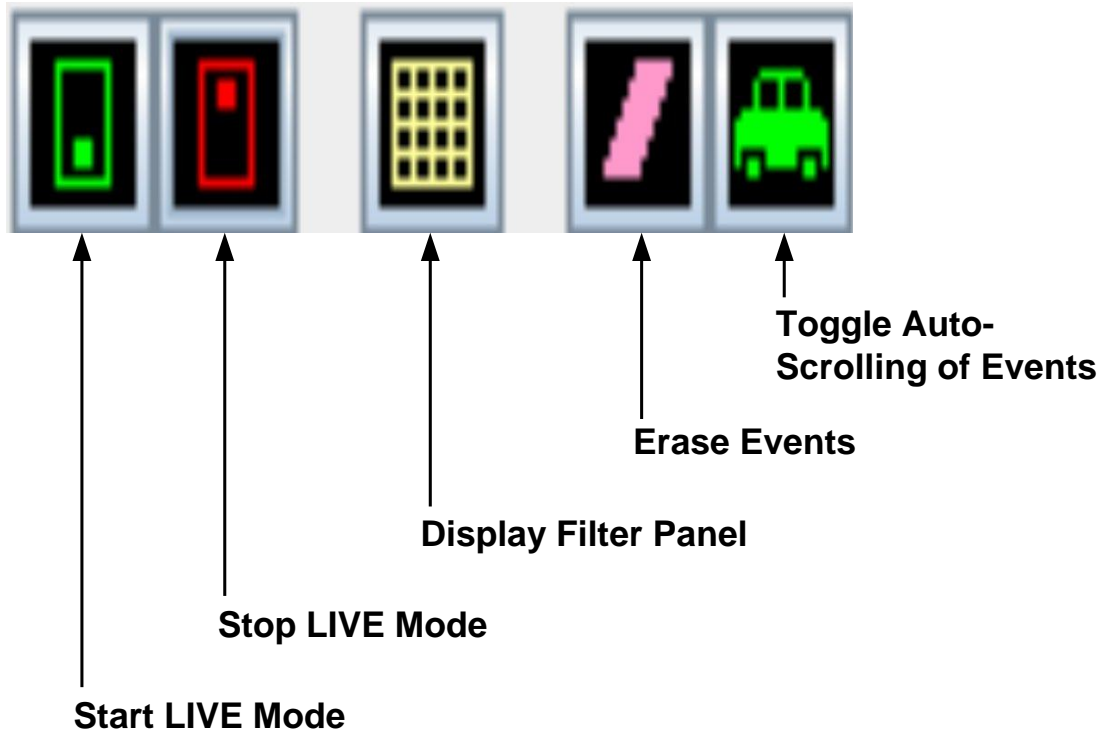 Toggle Auto-
Scrolling of Events
Erase Events
Display Filter Panel
Stop LIVE Mode
Start LIVE Mode